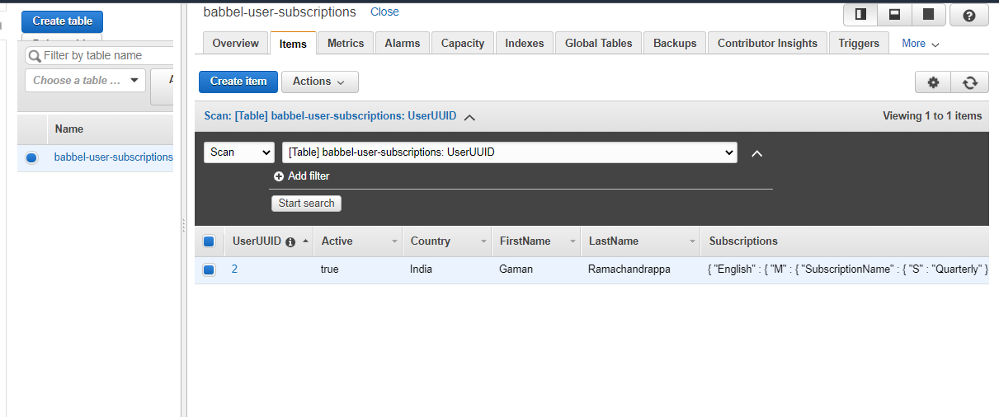 Create table
Filter by table name
Choose a table ...
Name
babbel-user-subscriptions
babbel-user-subscriptions Close
Overview Items Metrics Alarms Capacity Indexes Global Tables Backups Contributor Insights Triggers More
Create item Actions
Scan: [Table] babbel-user-subscriptions: UserUUID Viewing 1 to 1 items
Scan [Table] babbel-user-subscriptions: UserUUID
Add filter
Start search
UserUUID Active Country FirstName LastName Subscriptions
2 true India Gaman Ramachandrappa { "English" : { "M" : { "SubscriptionName" : { "S" : "Quarterly" }